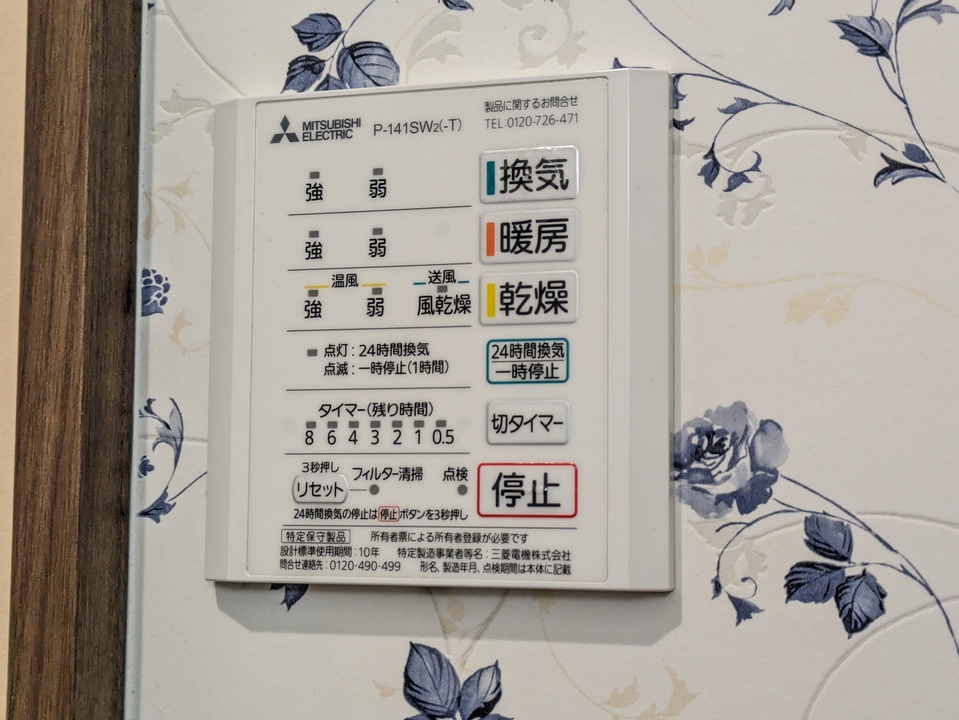 MITSUBISHI ELECTRIC P-141SW2(-T)
製品に関するお問合せ
TEL:0120-726-471
強 弱 換気
強 弱 暖房
温風 送風
強 弱 風乾燥 乾燥
点灯:24時間換気
点滅:一時停止(1時間)
24時間換気
一時停止
タイマー(残り時間)
8 6 4 3 2 1 0.5
切タイマー
3秒押し
リセット フィルター清掃 点検
停止
24時間換気の停止は停止ボタンを3秒押し
特定保守製品 所有者票による所有者登録が必要です
設計標準使用期間:10年 特定製造事業者等名:三菱電機株式会社
問合せ連絡先:0120-490-499 形名、製造年月、点検期間は本体に記載